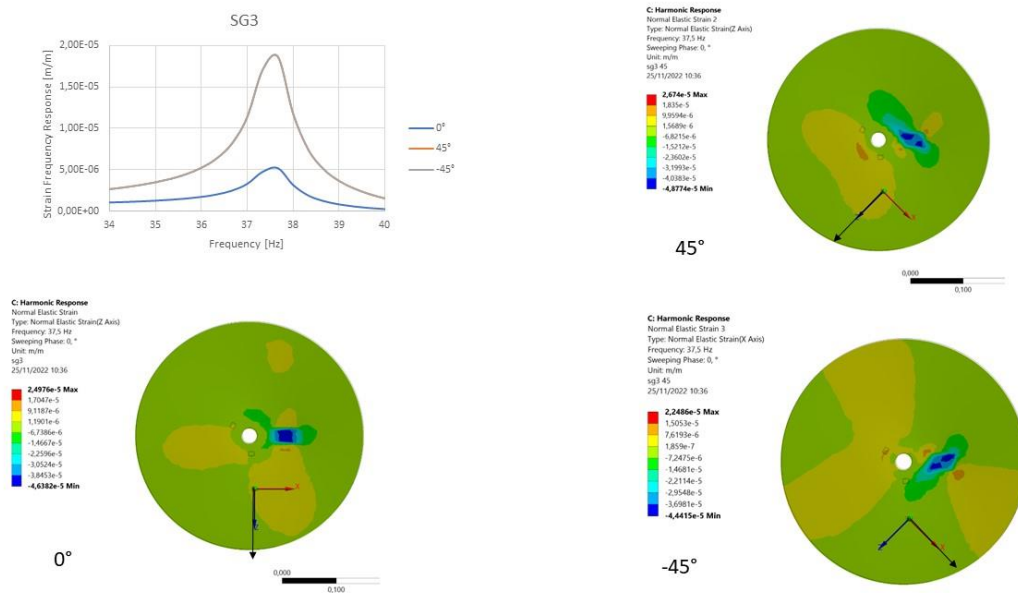 SG3
Strain Frequency Response [m/m]
2,00E-05
1,50E-05
1,00E-05
5,00E-06
0,00E+00
34 35 36 37 38 39 40
Frequency [Hz]
0°
45°
-45°
C: Harmonic Response
Normal Elastic Strain 2
Type: Normal Elastic Strain(Z Axis)
Frequency: 37,5 Hz
Sweeping Phase: 0, °
Unit: m/m
sg3 45
25/11/2022 10:36
2,674e-5 Max
1,835e-5
9,9594e-6
1,5689e-6
-6,8215e-6
-1,5212e-5
-2,3602e-5
-3,1993e-5
-4,0383e-5
-4,8774e-5 Min
X
45°
0,000
0,100
C: Harmonic Response
Normal Elastic Strain
Type: Normal Elastic Strain(Z Axis)
Frequency: 37,5 Hz
Sweeping Phase: 0, °
Unit: m/m
sg3
25/11/2022 10:36
2,4976e-5 Max
1,7047e-5
9,1187e-6
1,1901e-6
-6,7386e-6
-1,4667e-5
-2,2596e-5
-3,0524e-5
-3,8453e-5
-4,6382e-5 Min
X
Z
0°
0,000
0,100
C: Harmonic Response
Normal Elastic Strain 3
Type: Normal Elastic Strain(X Axis)
Frequency: 37,5 Hz
Sweeping Phase: 0, °
Unit: m/m
sg3 45
25/11/2022 10:36
2,2486e-5 Max
1,5053e-5
7,6193e-6
1,859e-7
-7,2475e-6
-1,4681e-5
-2,2114e-5
-2,9548e-5
-3,6981e-5
-4,4415e-5 Min
Z
X
-45°
0,000
0,100